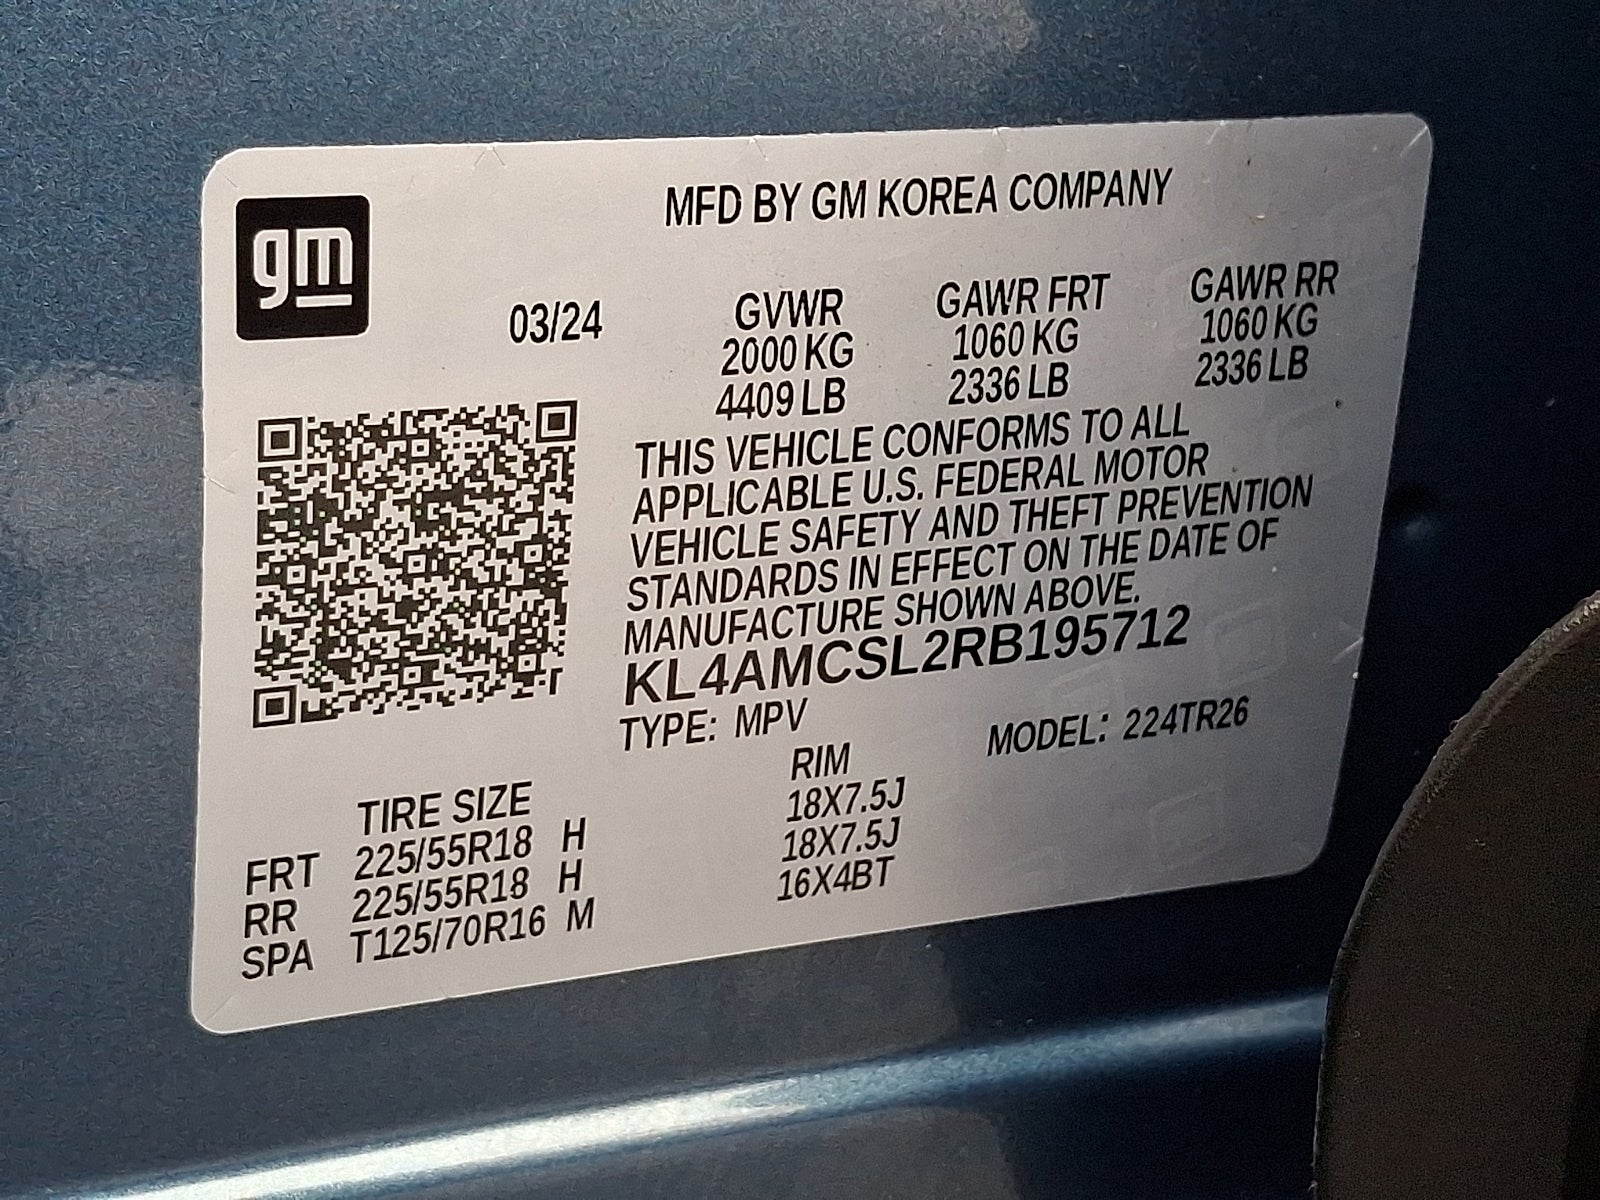 gm
MFD BY GM KOREA COMPANY
03/24
GVWR GAWR FRT GAWR RR
2000 KG 1060 KG 1060 KG
4409 LB 2336 LB 2336 LB
THIS VEHICLE CONFORMS TO ALL
APPLICABLE U.S. FEDERAL MOTOR
VEHICLE SAFETY AND THEFT PREVENTION
STANDARDS IN EFFECT ON THE DATE OF
MANUFACTURE SHOWN ABOVE.
KL4AMCSL2RB195712
TYPE: MPV MODEL: 224TR26
TIRE SIZE RIM
FRT 225/55R18 H 18X7.5J
RR 225/55R18 H 18X7.5J
SPA T125/70R16 M 16X4BT